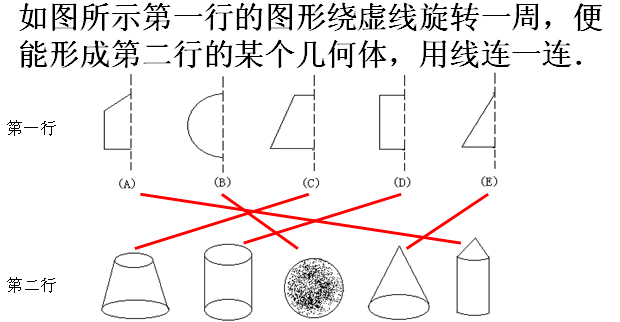 如图所示第一行的图形绕虚线旋转一周，便
能形成第二行的某个几何体，用线连一连．
第一行
(A) (B) (C) (D) (E)
第二行